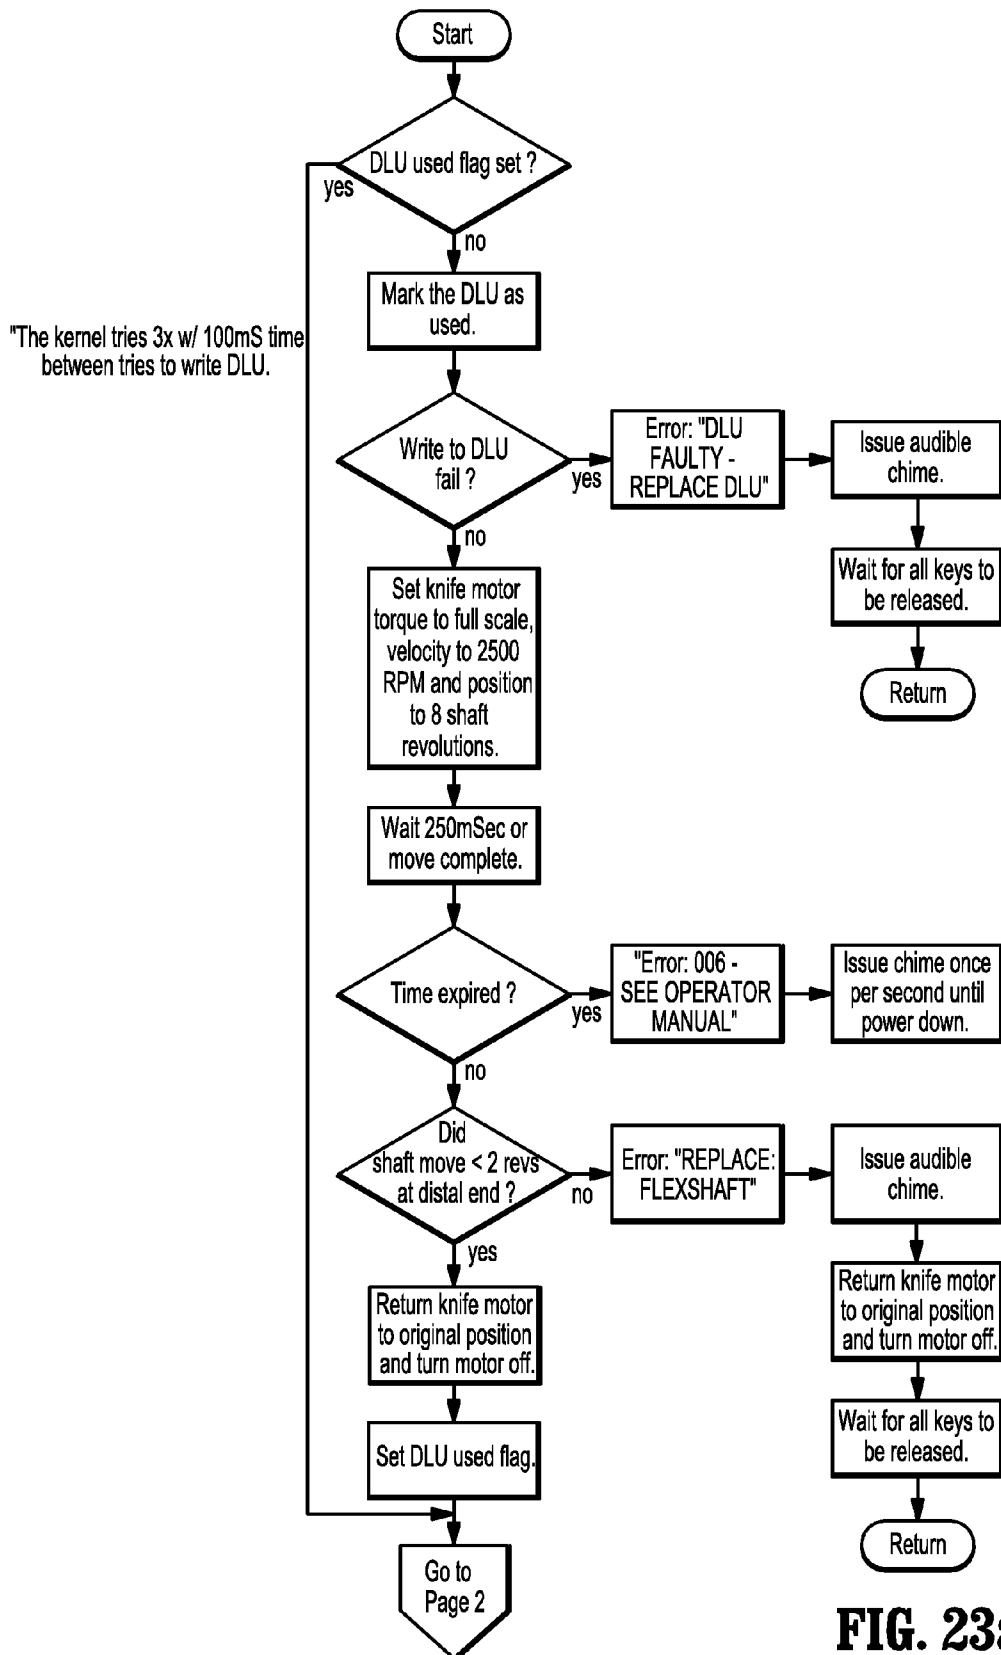 Start
DLU used flag set ?
yes
no
Mark the DLU as
used.
"The kernel tries 3x w/ 100mS time
between tries to write DLU.
Write to DLU
fail ?
yes
Error: "DLU
FAULTY -
REPLACE DLU"
Issue audible
chime.
no
Wait for all keys to
be released.
Return
Set knife motor
torque to full scale,
velocity to 2500
RPM and position
to 8 shaft
revolutions.
Wait 250mSec or
move complete.
Time expired ?
yes
"Error: 006 -
SEE OPERATOR
MANUAL"
Issue chime once
per second until
power down.
no
Did
shaft move < 2 revs
at distal end ?
no
Error: "REPLACE:
FLEXSHAFT"
Issue audible
chime.
yes
Return knife motor
to original position
and turn motor off.
Return knife motor
to original position
and turn motor off.
Set DLU used flag.
Wait for all keys to
be released.
Return
Go to
Page 2
FIG. 23